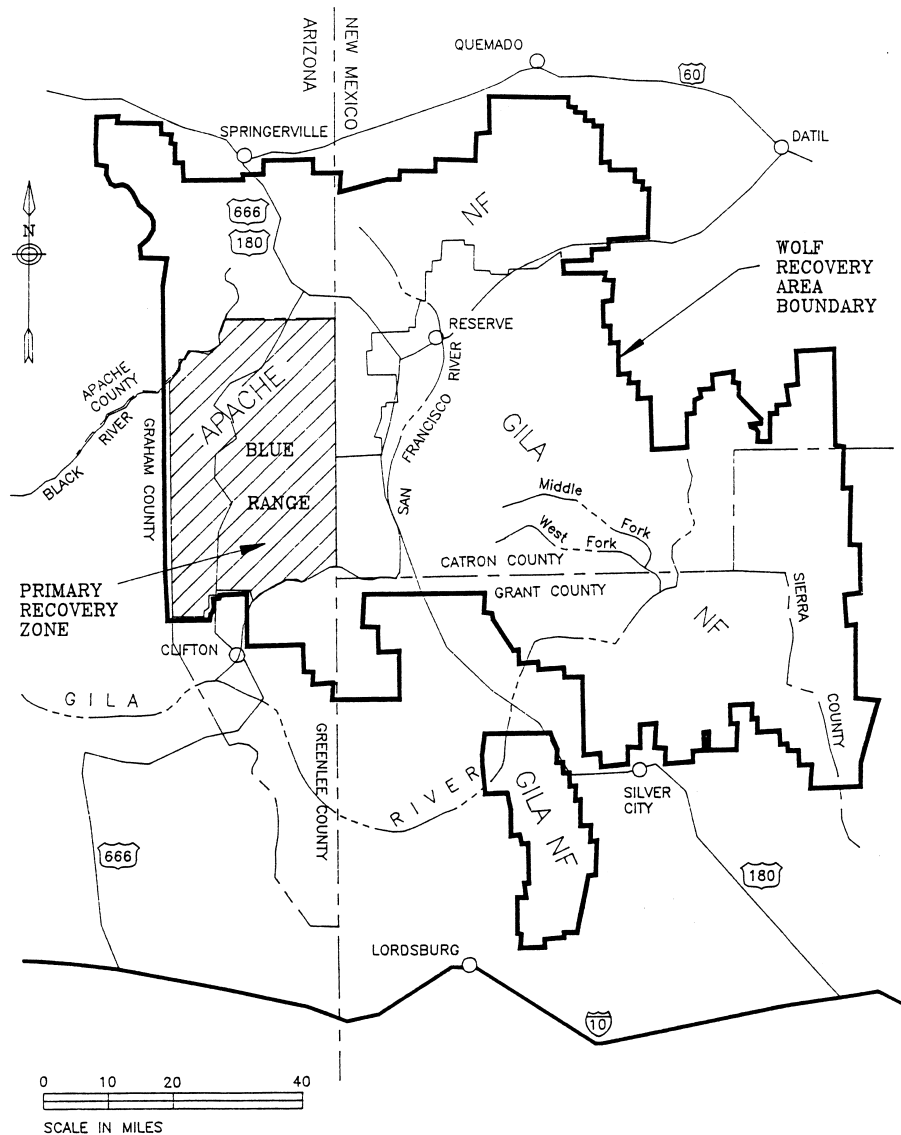 NEW MEXICO
ARIZONA
QUEMADO
60
SPRINGERVILLE
DATIL
666
180
NF
N
WOLF
RECOVERY
AREA
BOUNDARY
RESERVE
APACHE COUNTY
BLACK RIVER
GRAHAM COUNTY
APACHE
BLUE
RANGE
SAN FRANCISCO RIVER
GILA
Middle Fork
West Fork
CATRON COUNTY
GRANT COUNTY
PRIMARY
RECOVERY
ZONE
SIERRA COUNTY
NF
CLIFTON
GILA RIVER
GREENLEE COUNTY
GILA NF
SILVER
CITY
666
180
LORDSBURG
10
0 10 20 40
SCALE IN MILES